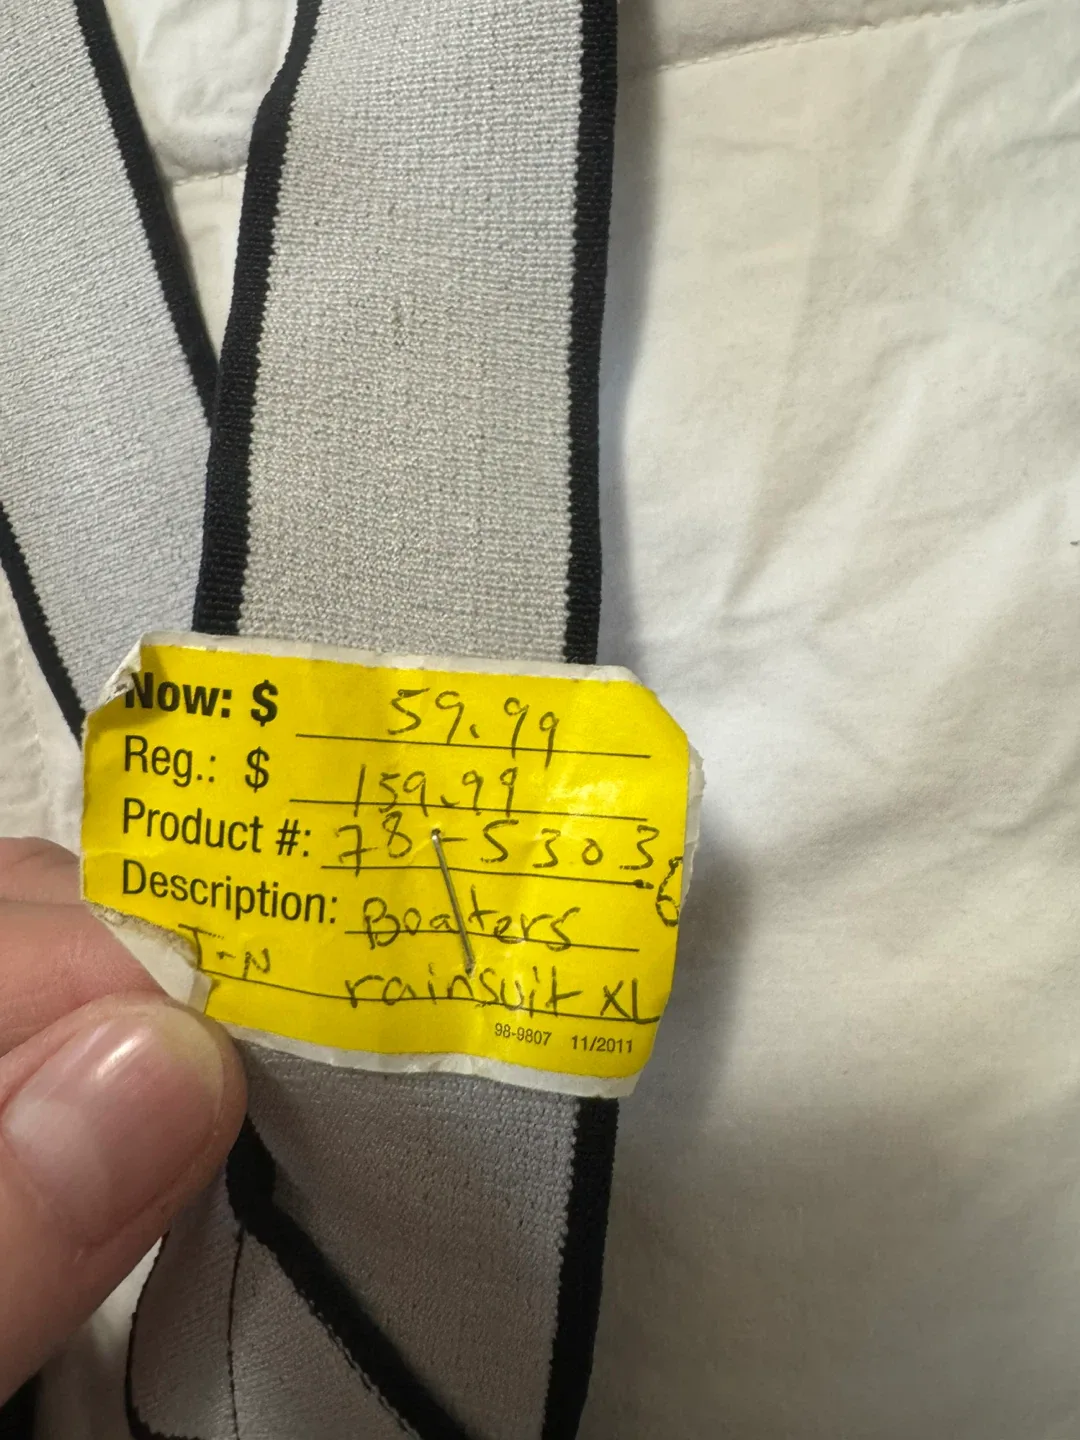 Now: $ 59.99
Reg.: $ 159.99
Product #: 78-5303-6
Description: Boaters
T-N rainsuit XL
98-9807 11/2011